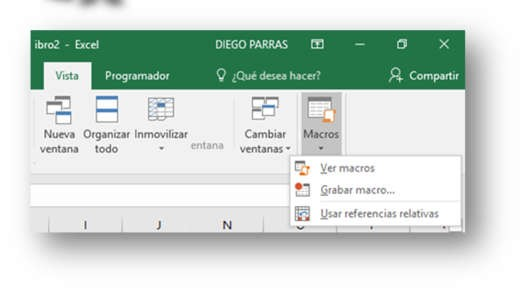 ibro2 - Excel DIEGO PARRAS
Vista Programador ¿Qué desea hacer? Compartir
Nueva ventana
Organizar todo
Inmovilizar
entana
Cambiar ventanas
Macros
Ver macros
Grabar macro...
Usar referencias relativas
I J N